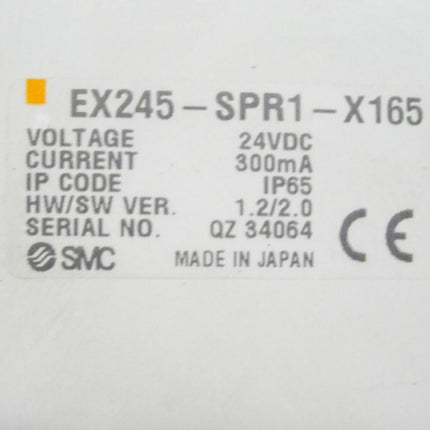 EX245-SPR1-X165
VOLTAGE 24VDC
CURRENT 300mA
IP CODE IP65
HW/SW VER. 1.2/2.0
SERIAL NO. QZ 34064
CE
SMC MADE IN JAPAN